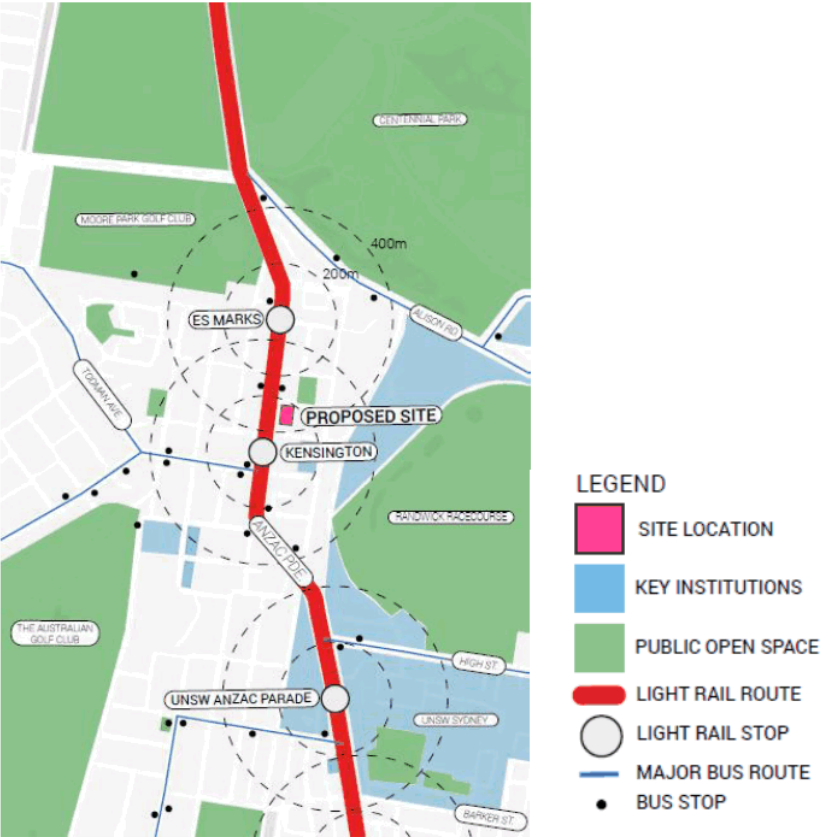 CENTENNIAL PARK
MOORE PARK GOLF CLUB
400m
200m
ES MARKS
ALISON RD
TODMAN AVE
PROPOSED SITE
KENSINGTON
RANDWICK RACECOURSE
ANZAC PDE
THE AUSTRALIAN
GOLF CLUB
HIGH ST.
UNSW ANZAC PARADE
UNSW SYDNEY
BARKER ST.
LEGEND
SITE LOCATION
KEY INSTITUTIONS
PUBLIC OPEN SPACE
LIGHT RAIL ROUTE
LIGHT RAIL STOP
MAJOR BUS ROUTE
BUS STOP